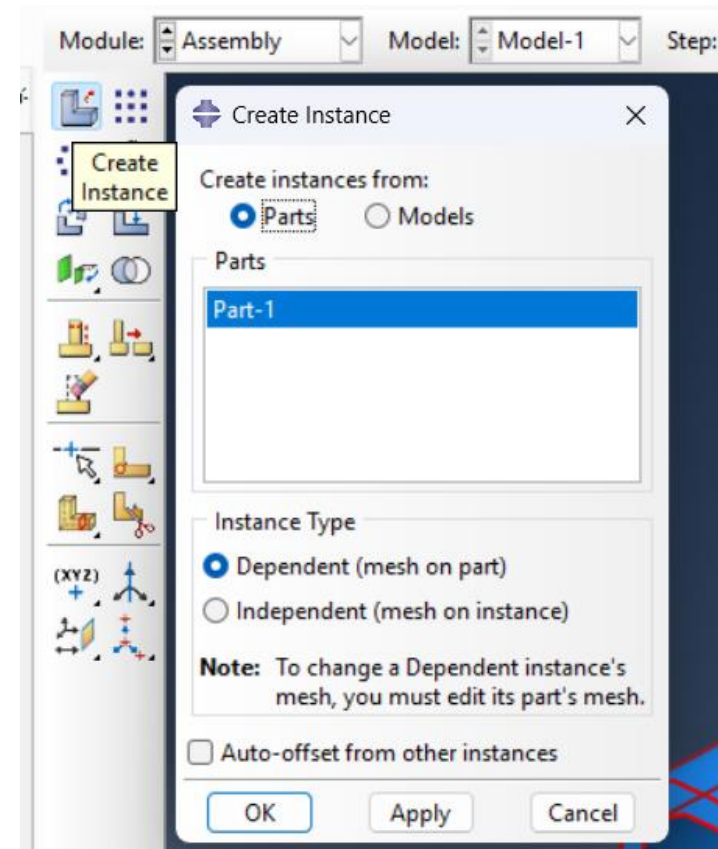 Module: Assembly Model: Model-1 Step:
Create Instance
Create
Instance
Create instances from:
Parts Models
Parts
Part-1
Instance Type
Dependent (mesh on part)
Independent (mesh on instance)
Note: To change a Dependent instance's
mesh, you must edit its part's mesh.
(XYZ)
Auto-offset from other instances
OK Apply Cancel